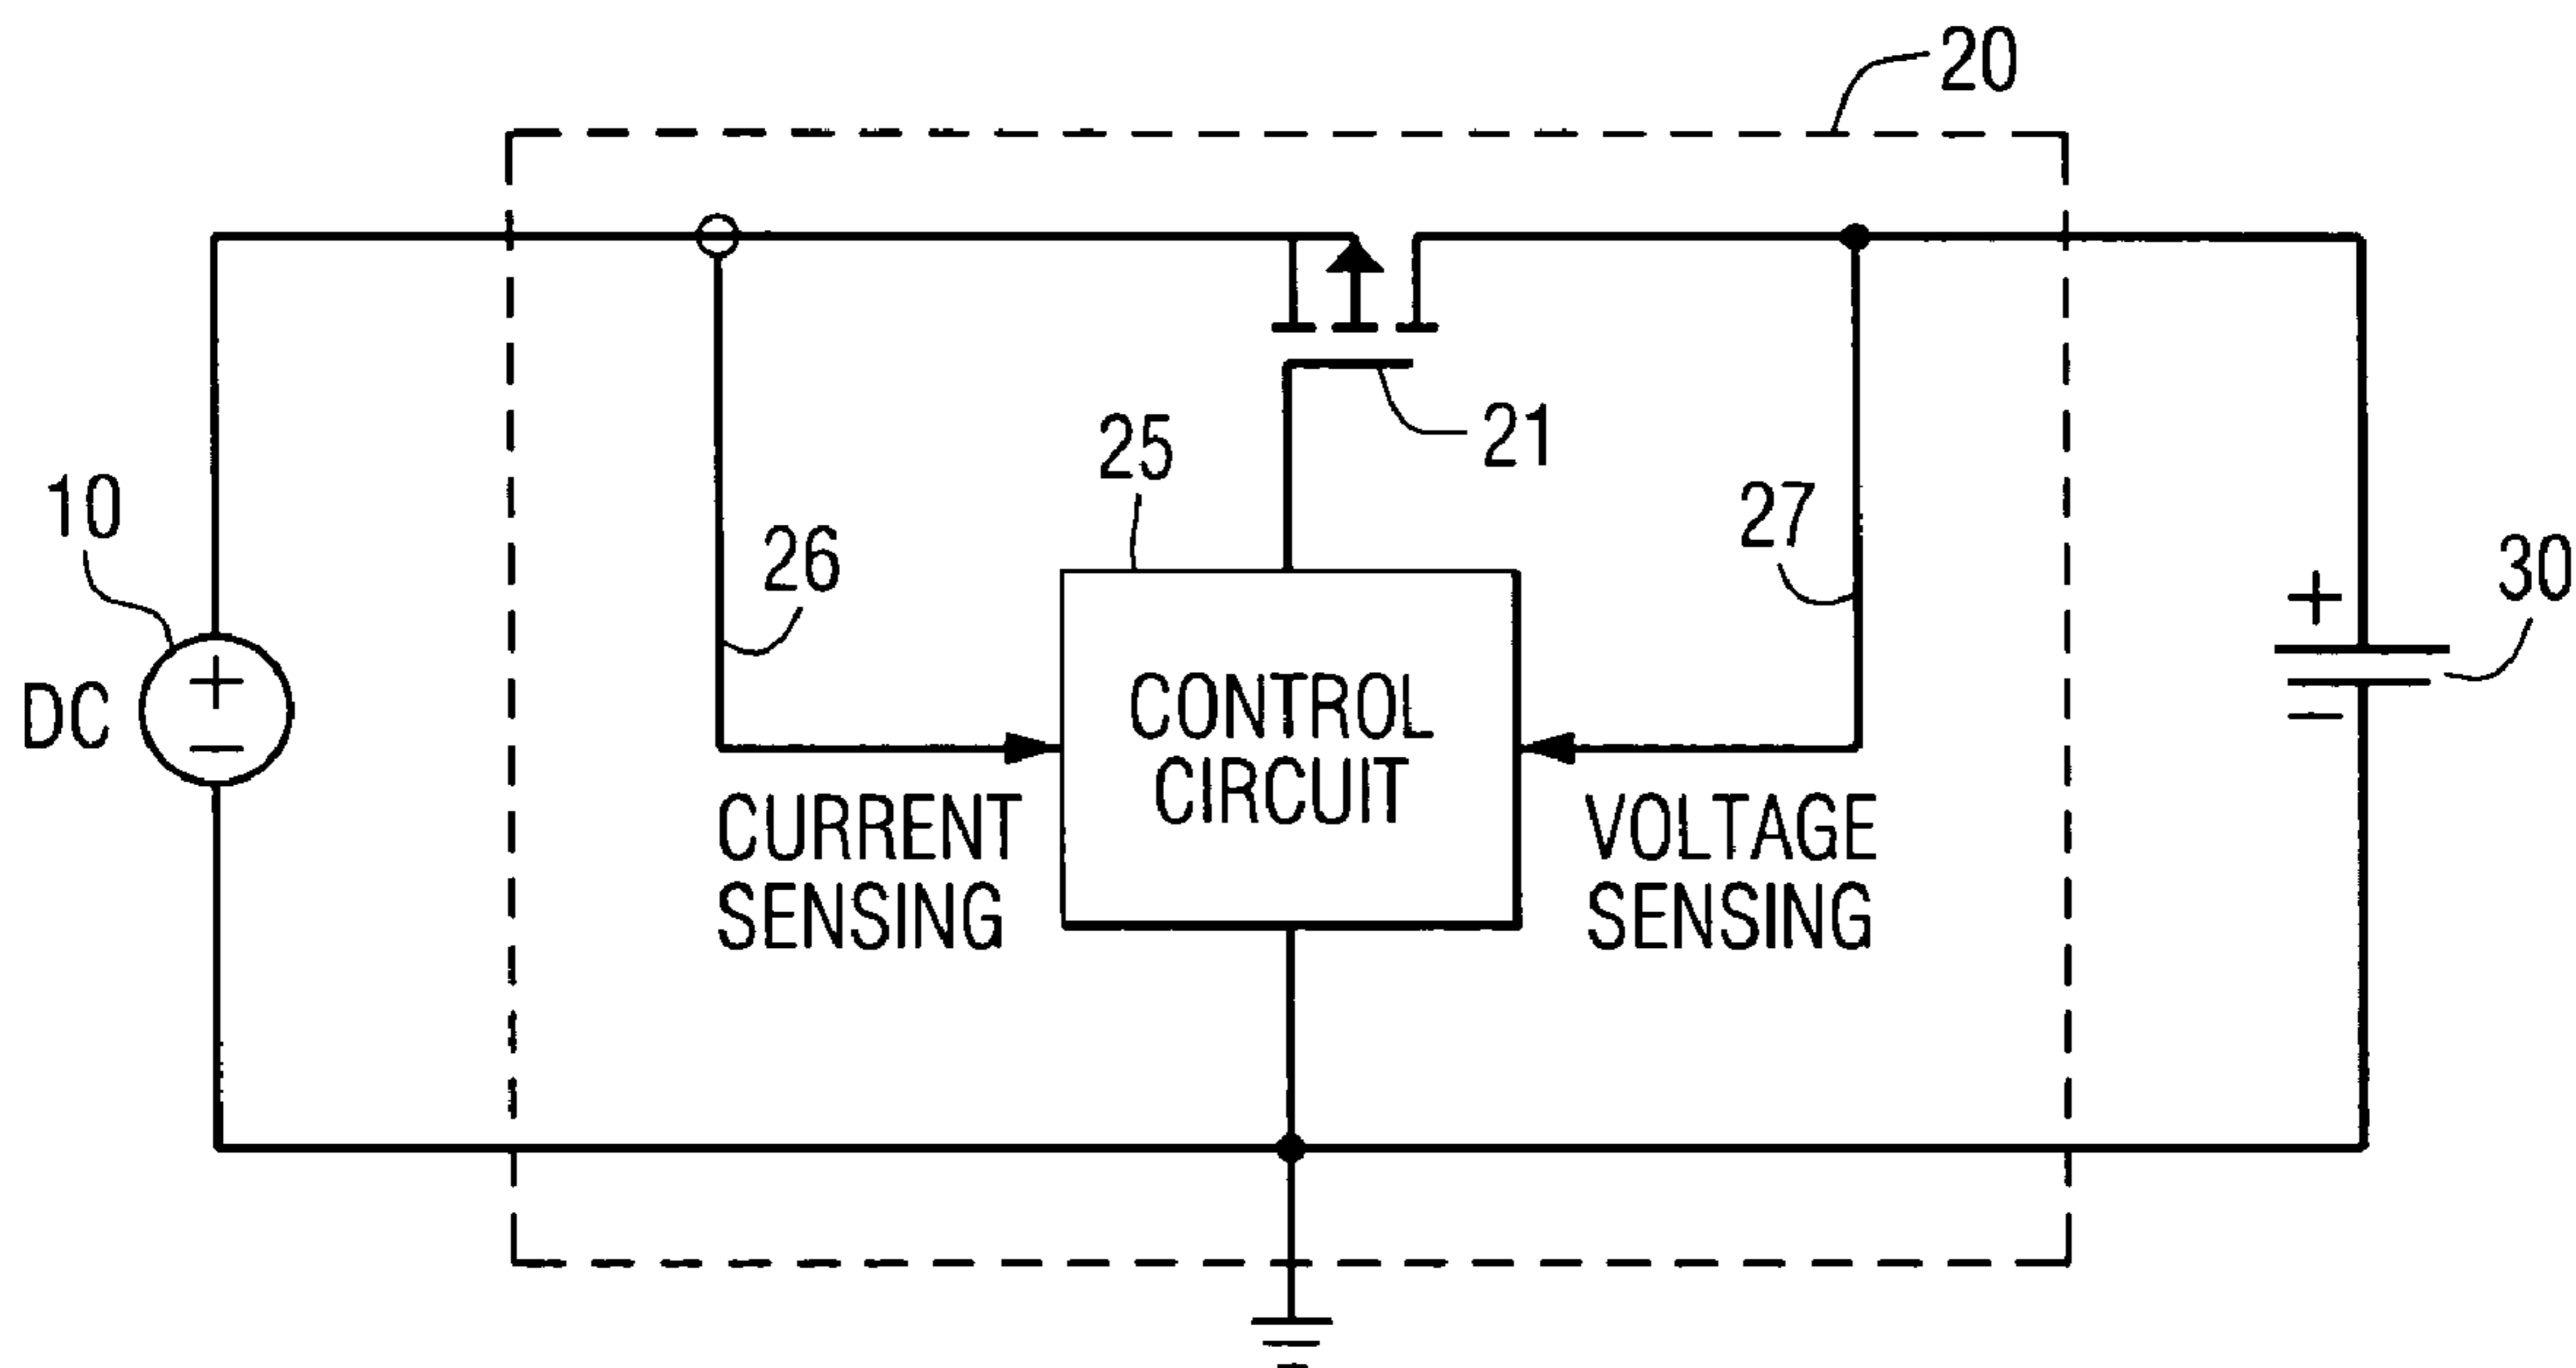 20
21
25
10
26
27
30
+
−
DC
+
−
CONTROL
CIRCUIT
CURRENT
SENSING
VOLTAGE
SENSING